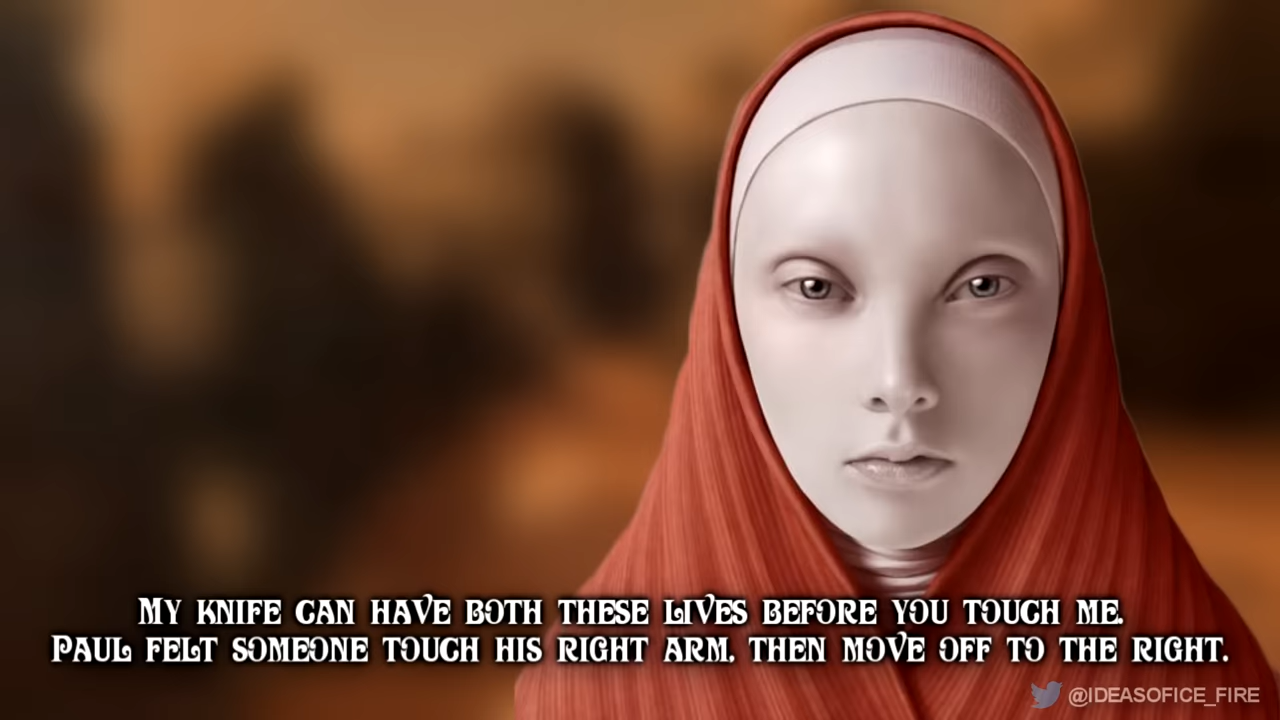 My knife can have both these lives before you touch me.
Paul felt someone touch his right arm, then move off to the right.
@IDEASOFICE_FIRE